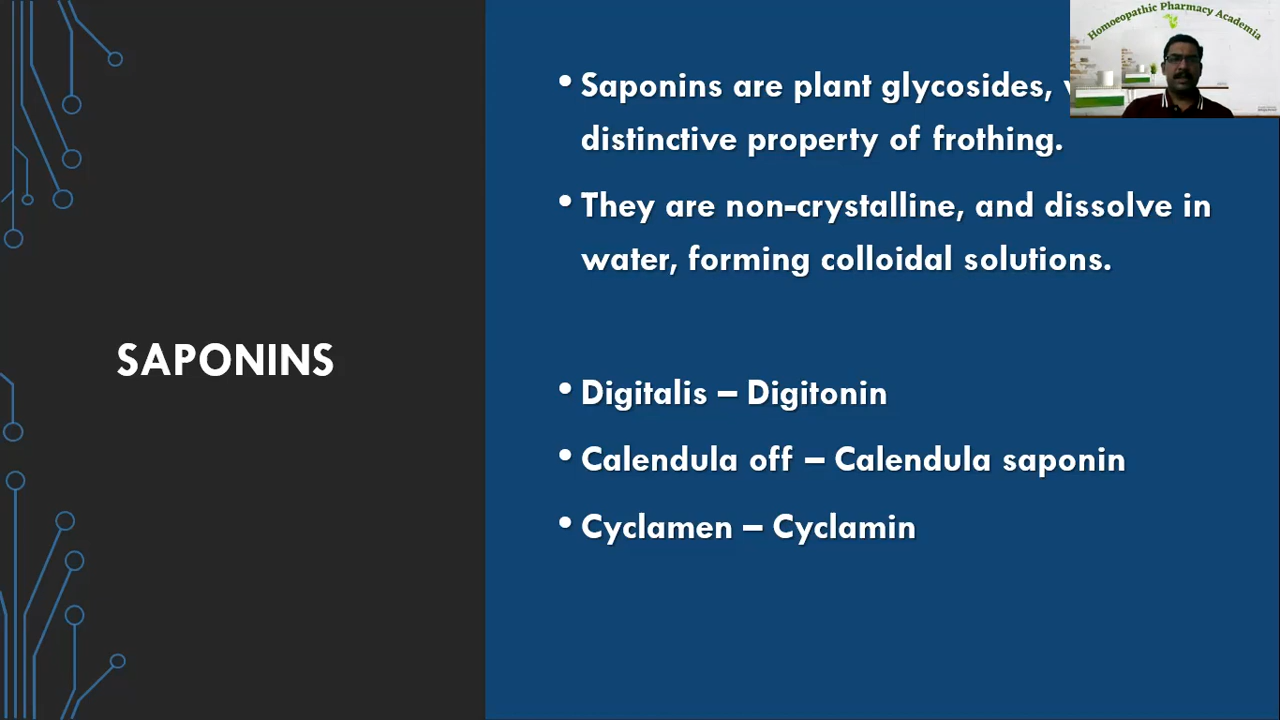 Homoeopathic Pharmacy Academia
• Saponins are plant glycosides,
distinctive property of frothing.
• They are non-crystalline, and dissolve in
water, forming colloidal solutions.
SAPONINS
• Digitalis – Digitonin
• Calendula off – Calendula saponin
• Cyclamen – Cyclamin